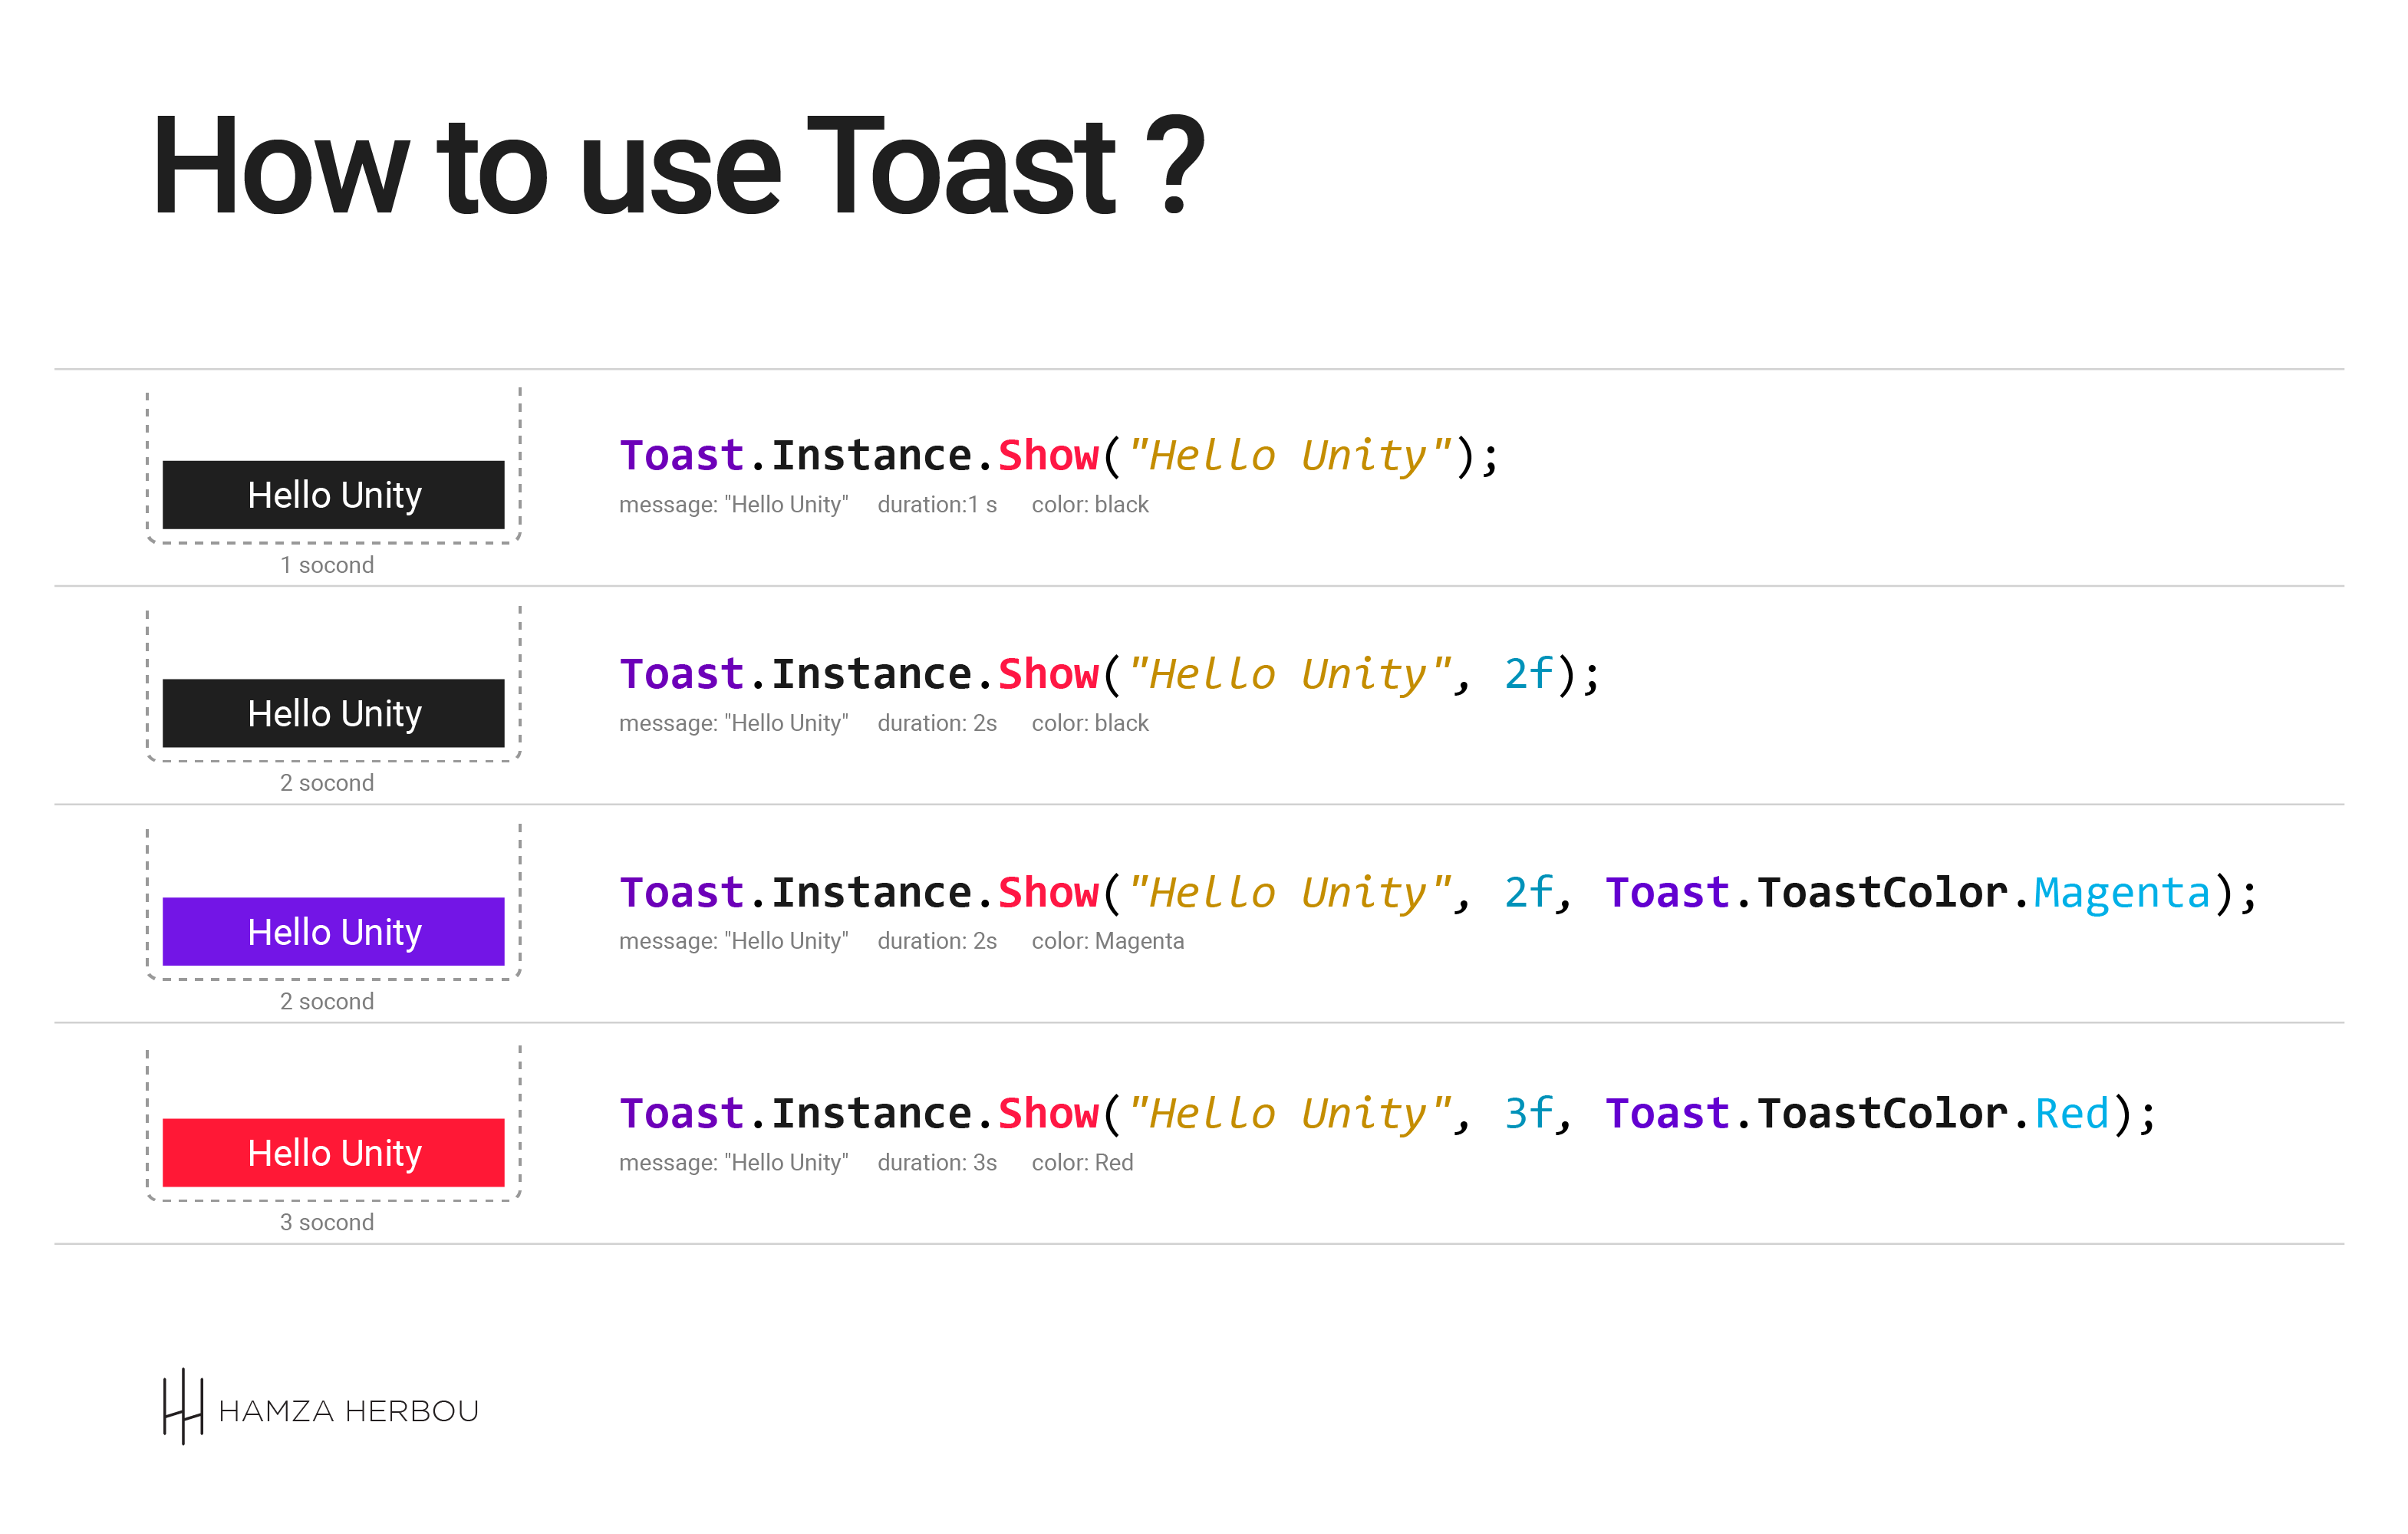 How to use Toast ?
Hello Unity
1 socond
Toast.Instance.Show("Hello Unity");
message: "Hello Unity" duration:1 s color: black
Hello Unity
2 socond
Toast.Instance.Show("Hello Unity", 2f);
message: "Hello Unity" duration: 2s color: black
Hello Unity
2 socond
Toast.Instance.Show("Hello Unity", 2f, Toast.ToastColor.Magenta);
message: "Hello Unity" duration: 2s color: Magenta
Hello Unity
3 socond
Toast.Instance.Show("Hello Unity", 3f, Toast.ToastColor.Red);
message: "Hello Unity" duration: 3s color: Red
HAMZA HERBOU